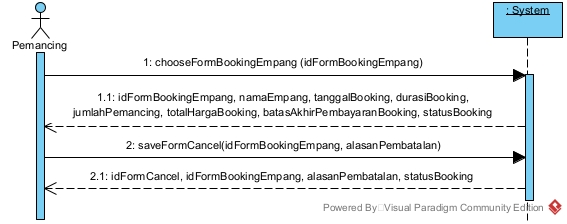 : System
Pemancing
1: chooseFormBookingEmpang (idFormBookingEmpang)
1.1: idFormBookingEmpang, namaEmpang, tanggalBooking, durasiBooking,
jumlahPemancing, totalHargaBooking, batasAkhirPembayaranBooking, statusBooking
2: saveFormCancel(idFormBookingEmpang, alasanPembatalan)
2.1: idFormCancel, idFormBookingEmpang, alasanPembatalan, statusBooking
Powered By Visual Paradigm Community Edition